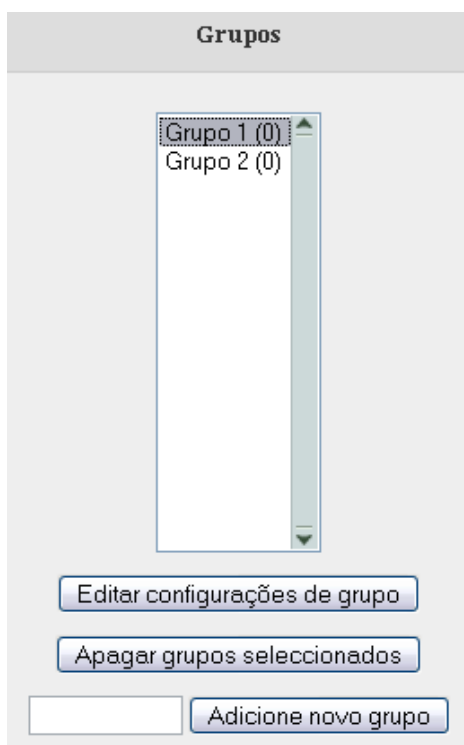 Grupos
Grupo 1 (0)
Grupo 2 (0)
Editar configurações de grupo
Apagar grupos seleccionados
Adicione novo grupo